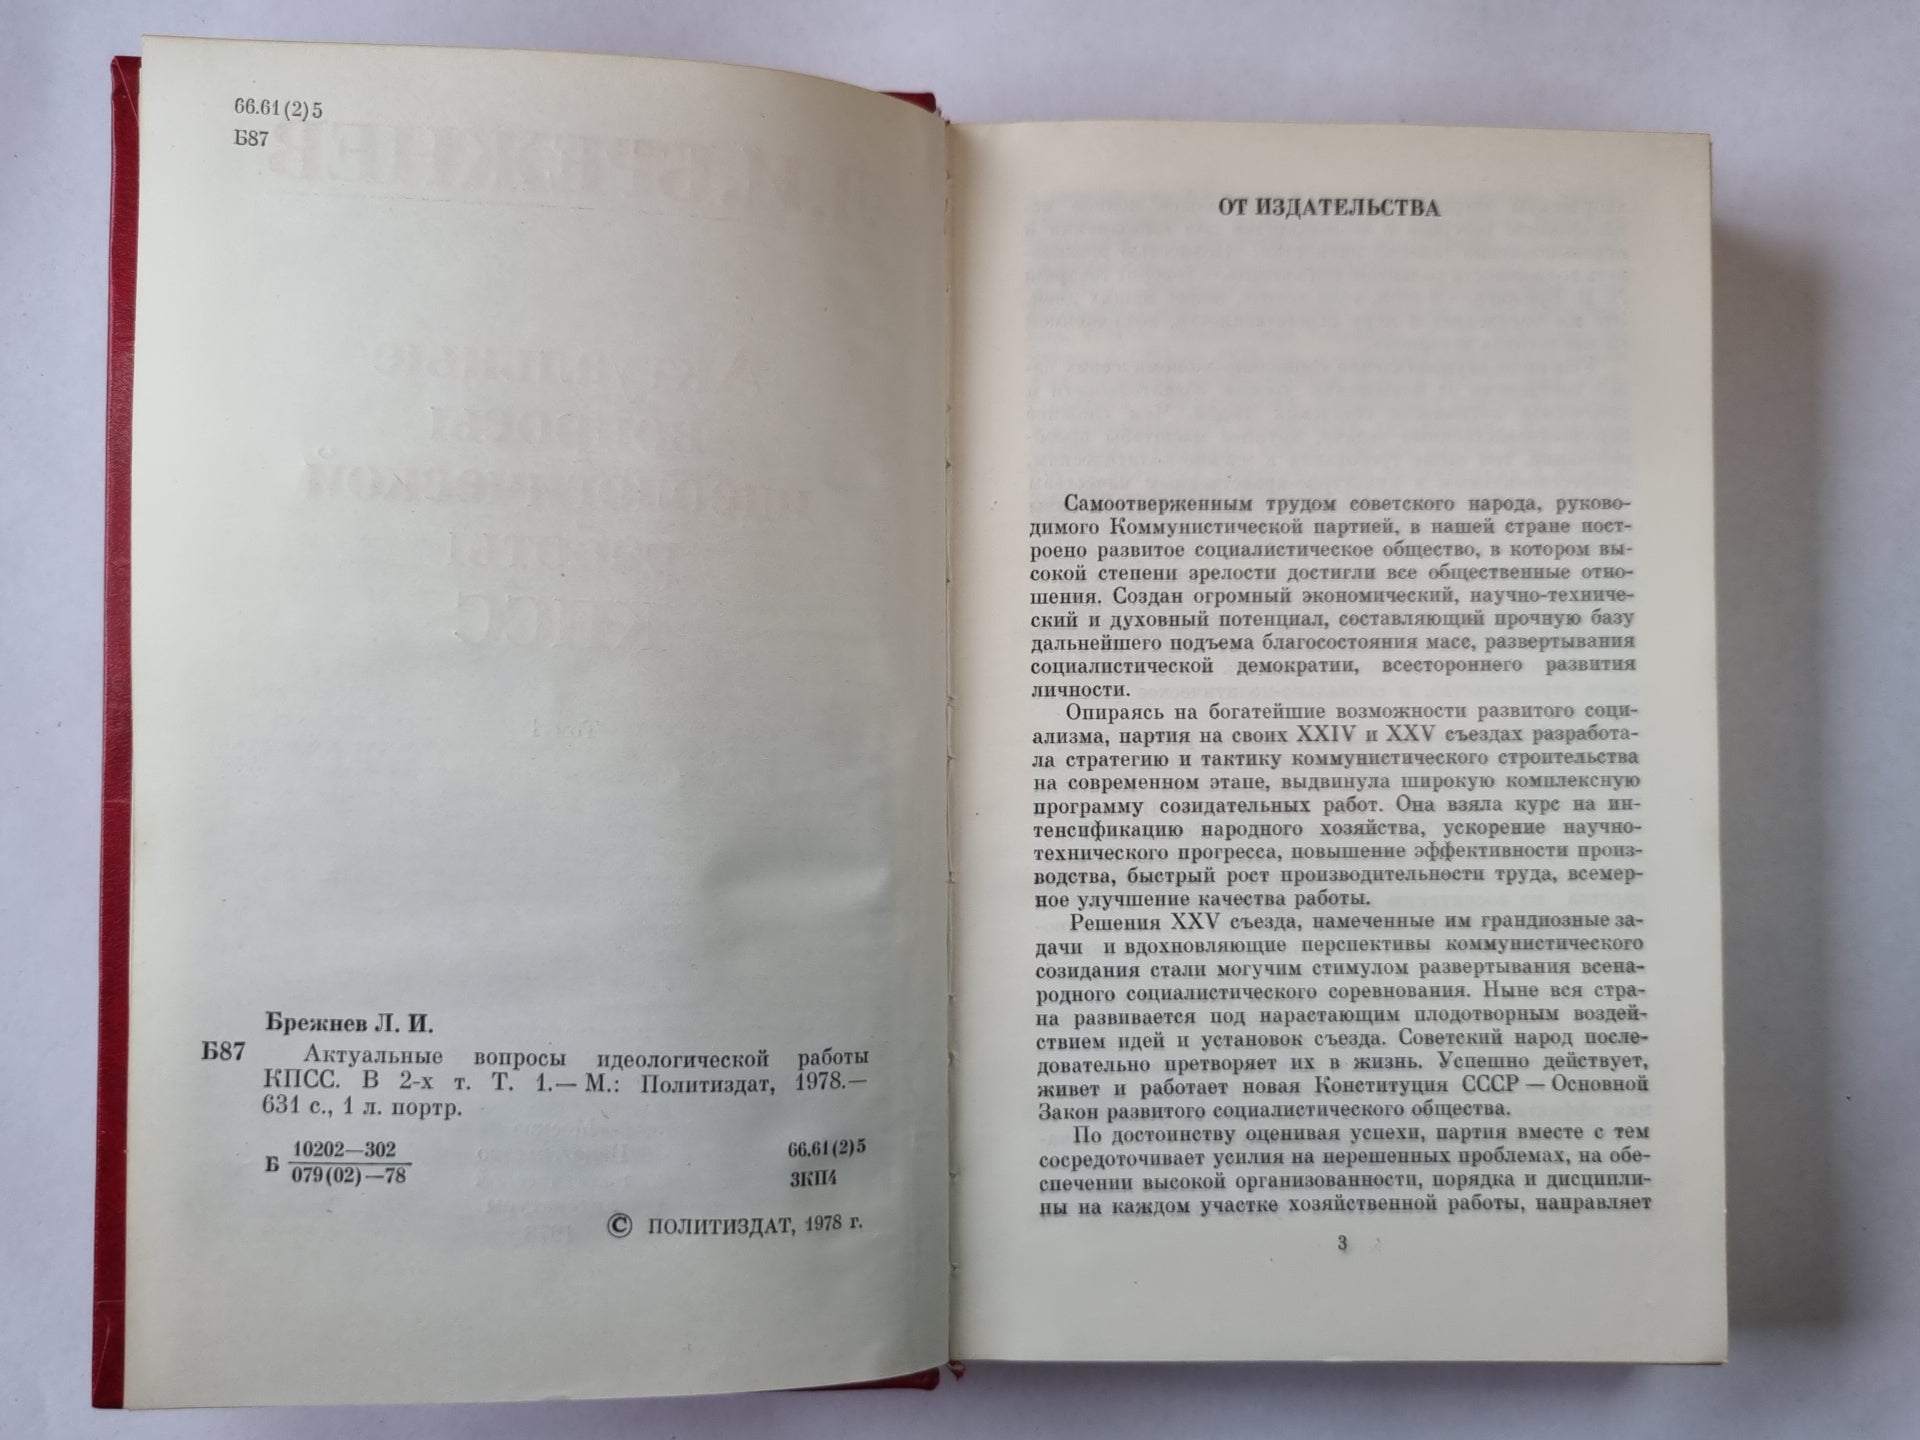 66.61(2)5
Б87
Брежнев Л. И.
Б87 Актуальные вопросы идеологической работы
КПСС. В 2-х т. Т. 1.— М.: Политиздат, 1978.—
631 с., 1 л. портр.
Б 10202—302
079(02)—78
66.61(2)5
3КП4
© ПОЛИТИЗДАТ, 1978 г.
ОТ ИЗДАТЕЛЬСТВА
Самоотверженным трудом советского народа, руково-
димого Коммунистической партией, в нашей стране пост-
роено развитое социалистическое общество, в котором вы-
сокой степени зрелости достигли все общественные отно-
шения. Создан огромный экономический, научно-техниче-
ский и духовный потенциал, составляющий прочную базу
дальнейшего подъема благосостояния масс, развертывания
социалистической демократии, всестороннего развития
личности.
Опираясь на богатейшие возможности развитого соци-
ализма, партия на своих XXIV и XXV съездах разработа-
ла стратегию и тактику коммунистического строительства
на современном этапе, выдвинула широкую комплексную
программу созидательных работ. Она взяла курс на ин-
тенсификацию народного хозяйства, ускорение научно-
технического прогресса, повышение эффективности произ-
водства, быстрый рост производительности труда, всемер-
ное улучшение качества работы.
Решения XXV съезда, намеченные им грандиозные за-
дачи и вдохновляющие перспективы коммунистического
созидания стали могучим стимулом развертывания всена-
родного социалистического соревнования. Ныне вся стра-
на развивается под нарастающим плодотворным воздей-
ствием идей и установок съезда. Советский народ после-
довательно претворяет их в жизнь. Успешно действует,
живет и работает новая Конституция СССР — Основной
Закон развитого социалистического общества.
По достоинству оценивая успехи, партия вместе с тем
сосредоточивает усилия на нерешенных проблемах, на обе-
спечении высокой организованности, порядка и дисципли-
ны на каждом участке хозяйственной работы, направляет
3